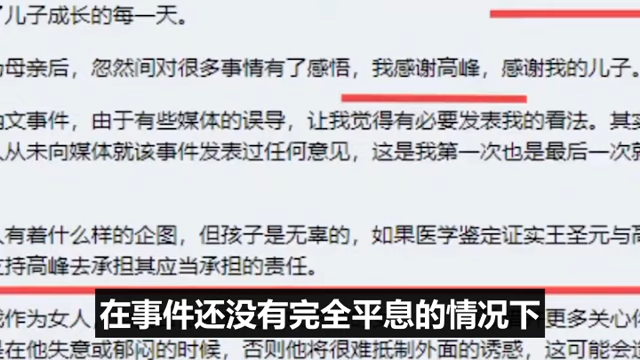 了儿子成长的每一天。
母亲后，忽然间对很多事情有了感悟，我感谢高峰，感谢我的儿子。
文事件，由于有些媒体的误导，让我觉得有必要发表我的看法。其实
人从未向媒体就该事件发表过任何意见，这是我第一次也是最后一次就
人有着什么样的企图，但孩子是无辜的，如果医学鉴定证实王圣元与高
支持高峰去承担其应当承担的责任。
在事件还没有完全平息的情况下
作为女人
更多关心
是在他失意或郁闷的时候，否则他将很难抵制外面的诱惑，这可能会